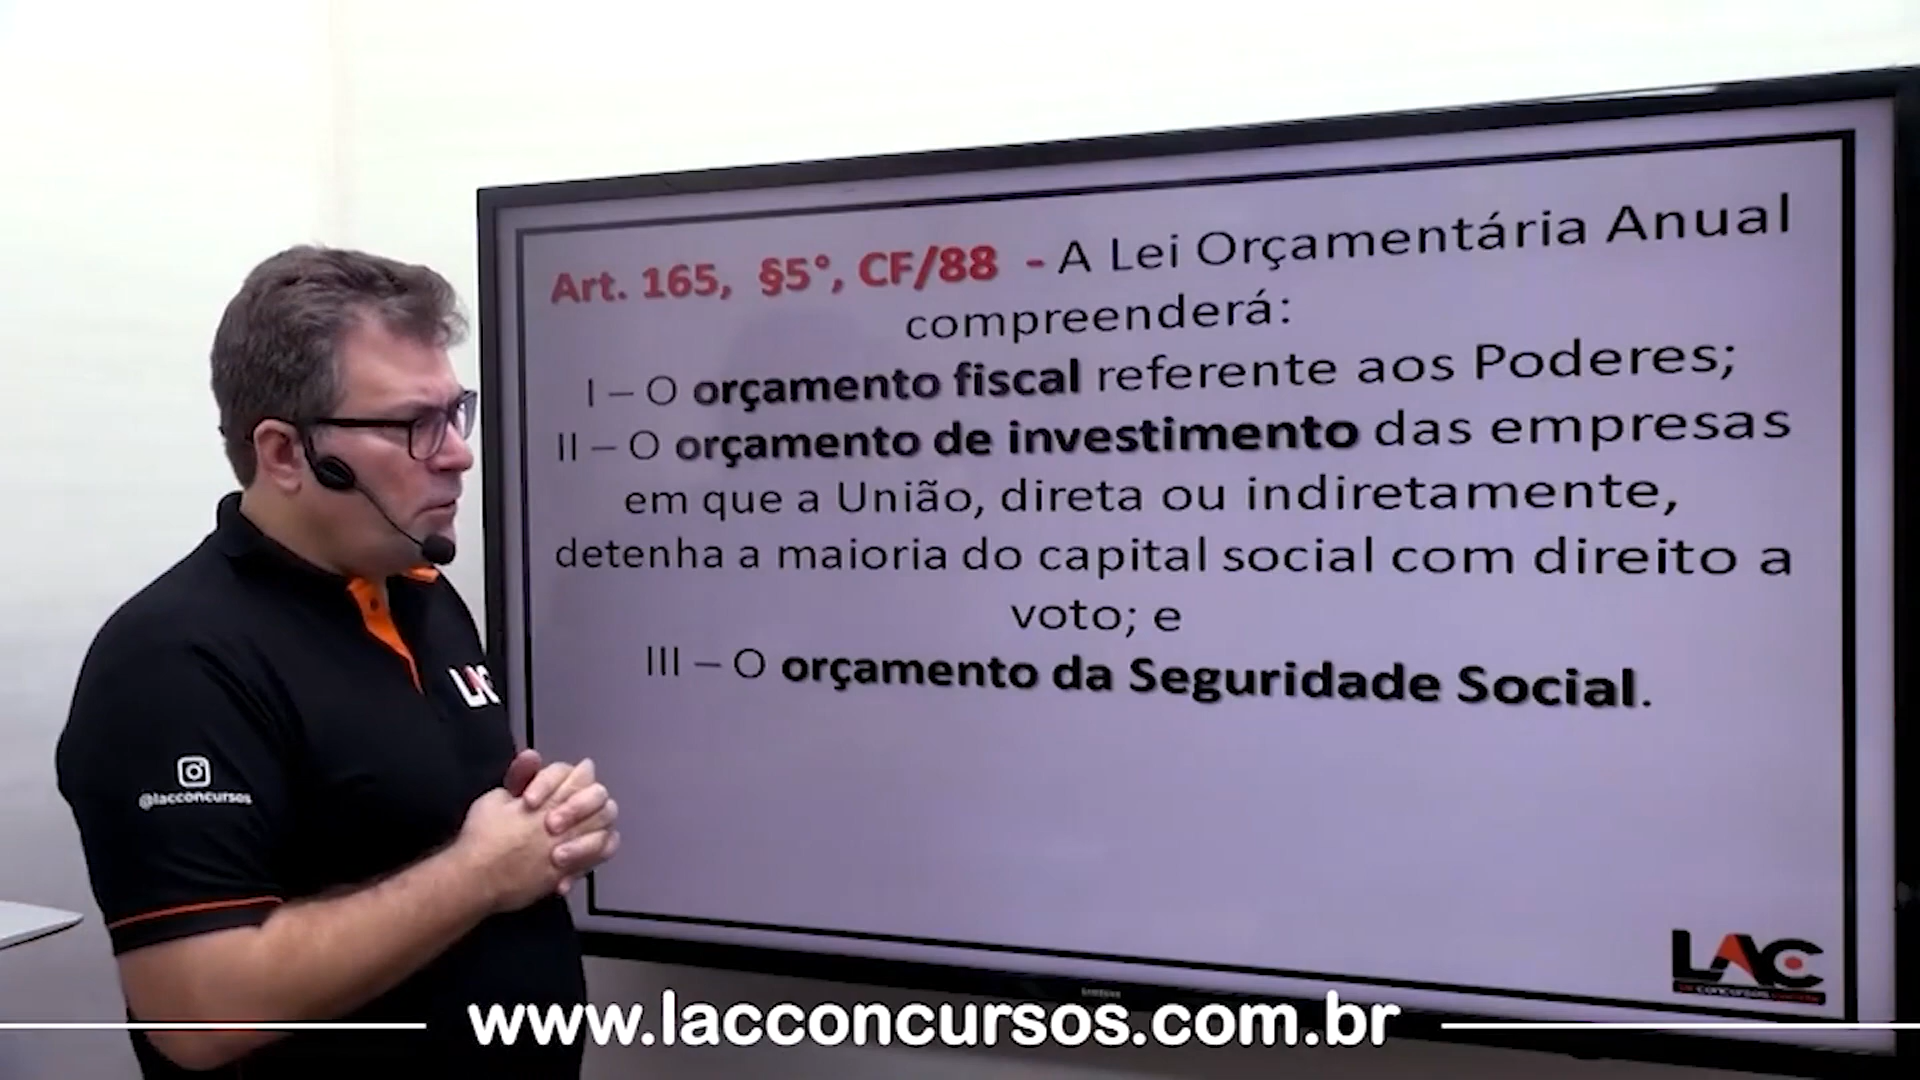 Art. 165, §5°, CF/88 - A Lei Orçamentária Anual
compreenderá:
I – O orçamento fiscal referente aos Poderes;
II – O orçamento de investimento das empresas
em que a União, direta ou indiretamente,
detenha a maioria do capital social com direito a
voto; e
III – O orçamento da Seguridade Social.
LAC
@lacconcursos
LAC
SAMSUNG
www.lacconcursos.com.br